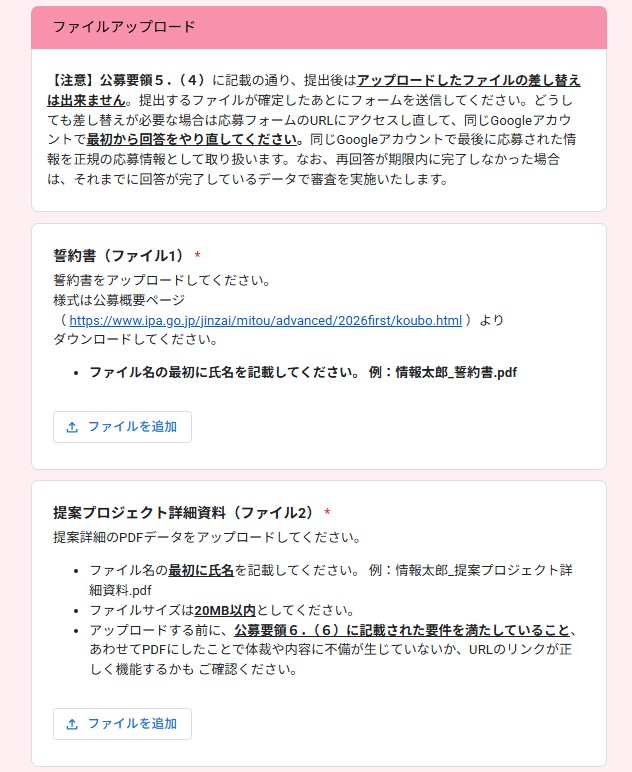 ファイルアップロード
【注意】公募要領５．（４）に記載の通り、提出後はアップロードしたファイルの差し替え
は出来ません。提出するファイルが確定したあとにフォームを送信してください。どうし
ても差し替えが必要な場合は応募フォームのURLにアクセスし直して、同じGoogleアカウ
ントで最初から回答をやり直してください。同じGoogleアカウントで最後に応募された情
報を正規の応募情報として取り扱います。なお、再回答が期限内に完了しなかった場合
は、それまでに回答が完了しているデータで審査を実施いたします。
誓約書（ファイル1） *
誓約書をアップロードしてください。
様式は公募概要ページ
（ https://www.ipa.go.jp/jinzai/mitou/advanced/2026first/koubo.html ）より
ダウンロードしてください。
• ファイル名の最初に氏名を記載してください。 例：情報太郎_誓約書.pdf
ファイルを追加
提案プロジェクト詳細資料（ファイル2） *
提案詳細のPDFデータをアップロードしてください。
• ファイル名の最初に氏名を記載してください。 例：情報太郎_提案プロジェクト詳
細資料.pdf
• ファイルサイズは20MB以内としてください。
• アップロードする前に、公募要領６．（６）に記載された要件を満たしていること、
あわせてPDFにしたことで体裁や内容に不備が生じていないか、URLのリンクが正
しく機能するかも ご確認ください。
ファイルを追加